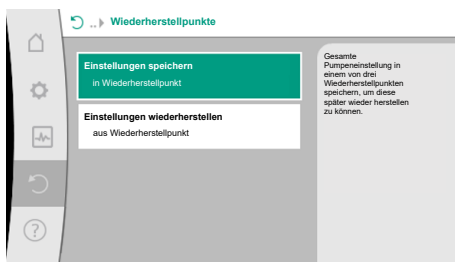 .. Wiederherstellpunkte
Einstellungen speichern
in Wiederherstellpunkt
Einstellungen wiederherstellen
aus Wiederherstellpunkt
Gesamte
Pumpeneinstellung in
einem von drei
Wiederherstellpunkten
speichern, um diese
später wieder herstellen
zu können.
?